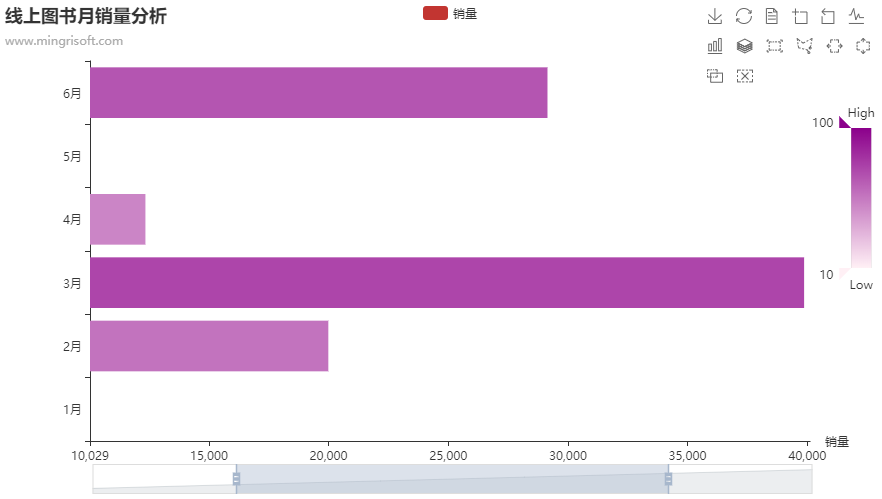 线上图书月销量分析
www.mingrisoft.com
销量
High
100
10
Low
6月
5月
4月
3月
2月
1月
10,029 15,000 20,000 25,000 30,000 35,000 40,000
销量